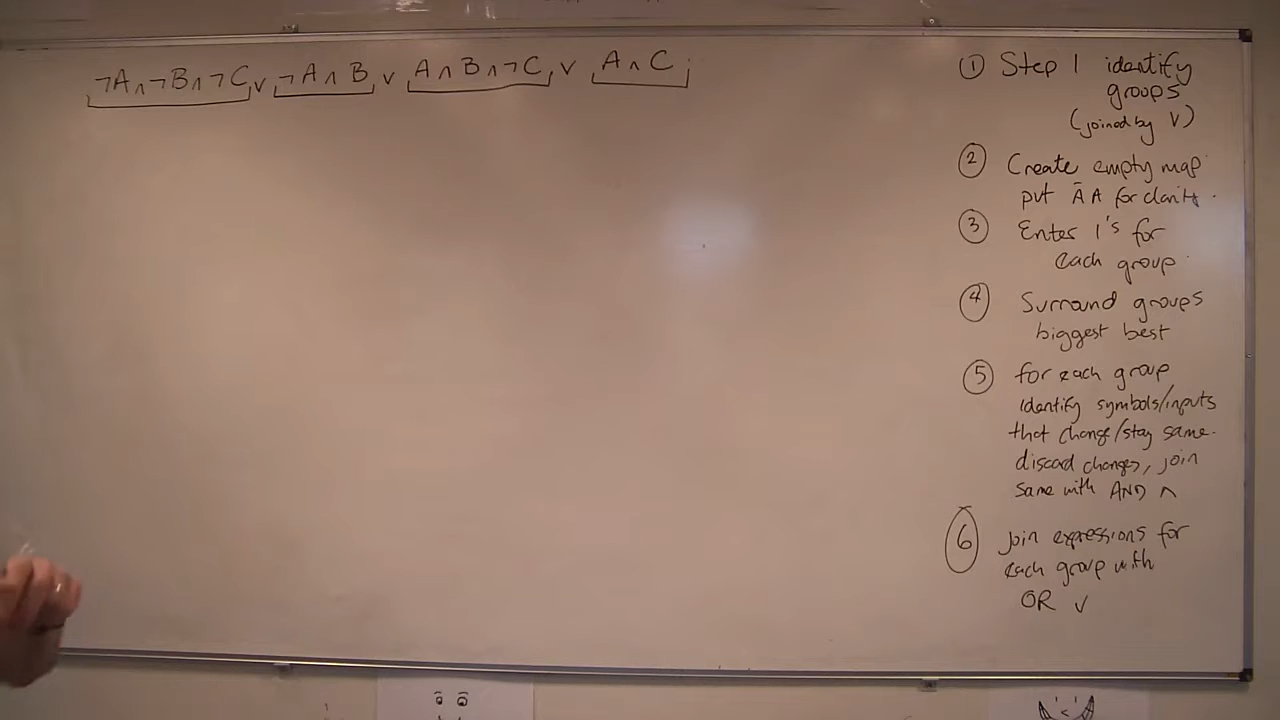 ¬A∧¬B∧¬C ∨ ¬A∧B ∨ A∧B∧¬C ∨ A∧C
① Step 1 identify
groups
(joined by ∨)
② Create empty map
put Ā A for clarity.
③ Enter 1's for
each group
④ Surround groups
biggest best
⑤ for each group
identify symbols/inputs
that change/stay same.
discard changes, join
same with AND ∧
⑥ join expressions for
each group with
OR ∨